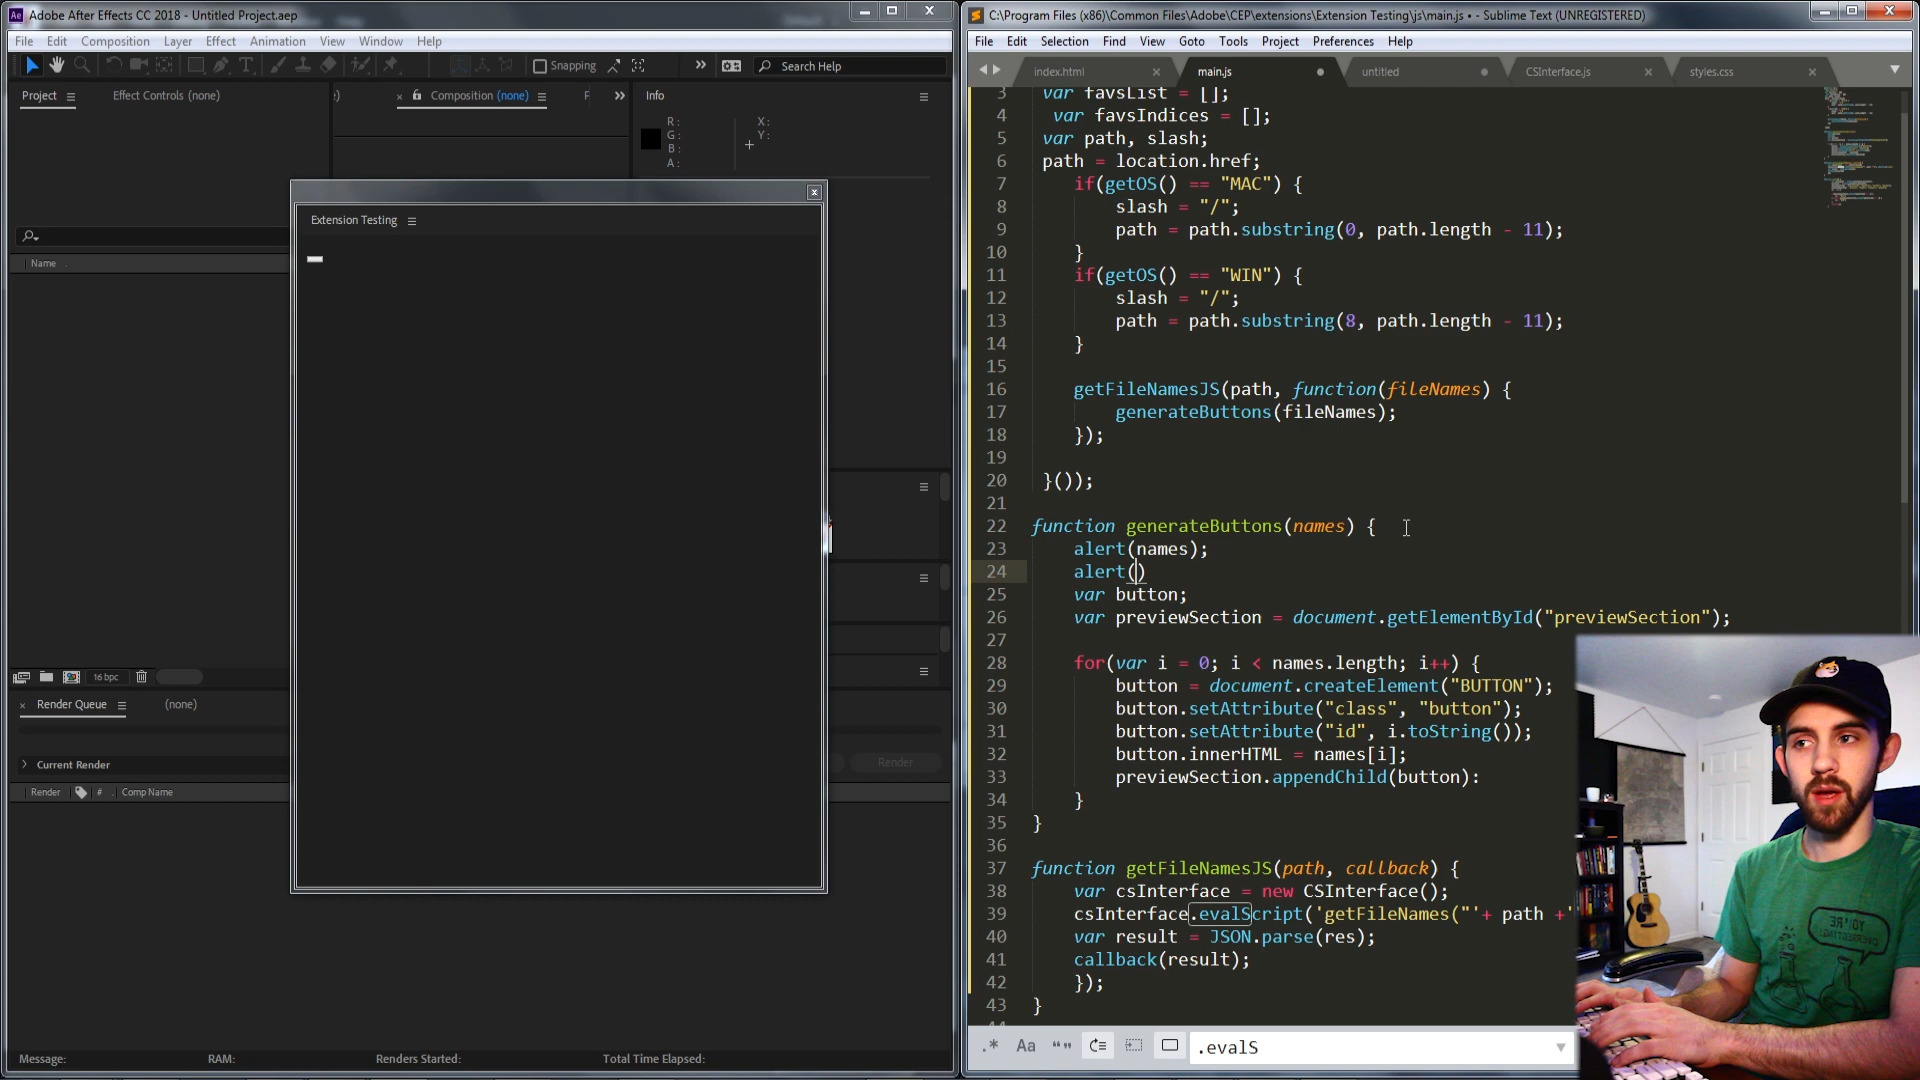 Adobe After Effects CC 2018 - Untitled Project.aep
File Edit Composition Layer Effect Animation View Window Help
Snapping
Search Help
Project
Effect Controls (none)
Composition (none)
F
Info
R:
G:
B:
A:
X:
Y:
Name
Extension Testing
16 bpc
Render Queue
(none)
Current Render
Render
Render # Comp Name
Message: RAM: Renders Started: Total Time Elapsed:
C:\Program Files (x86)\Common Files\Adobe\CEP\extensions\Extension Testing\js\main.js • - Sublime Text (UNREGISTERED)
File Edit Selection Find View Goto Tools Project Preferences Help
index.html main.js untitled CSInterface.js styles.css
3 var favsList = [];
4 var favsIndices = [];
5 var path, slash;
6 path = location.href;
7 if(getOS() == "MAC") {
8 slash = "/";
9 path = path.substring(0, path.length - 11);
10 }
11 if(getOS() == "WIN") {
12 slash = "/";
13 path = path.substring(8, path.length - 11);
14 }
15
16 getFileNamesJS(path, function(fileNames) {
17 generateButtons(fileNames);
18 });
19
20 }());
21
22 function generateButtons(names) {
23 alert(names);
24 alert()
25 var button;
26 var previewSection = document.getElementById("previewSection");
27
28 for(var i = 0; i < names.length; i++) {
29 button = document.createElement("BUTTON");
30 button.setAttribute("class", "button");
31 button.setAttribute("id", i.toString());
32 button.innerHTML = names[i];
33 previewSection.appendChild(button):
34 }
35 }
36
37 function getFileNamesJS(path, callback) {
38 var csInterface = new CSInterface();
39 csInterface.evalScript('getFileNames("'+ path +'
40 var result = JSON.parse(res);
41 callback(result);
42 });
43 }
.* Aa “” .evalS